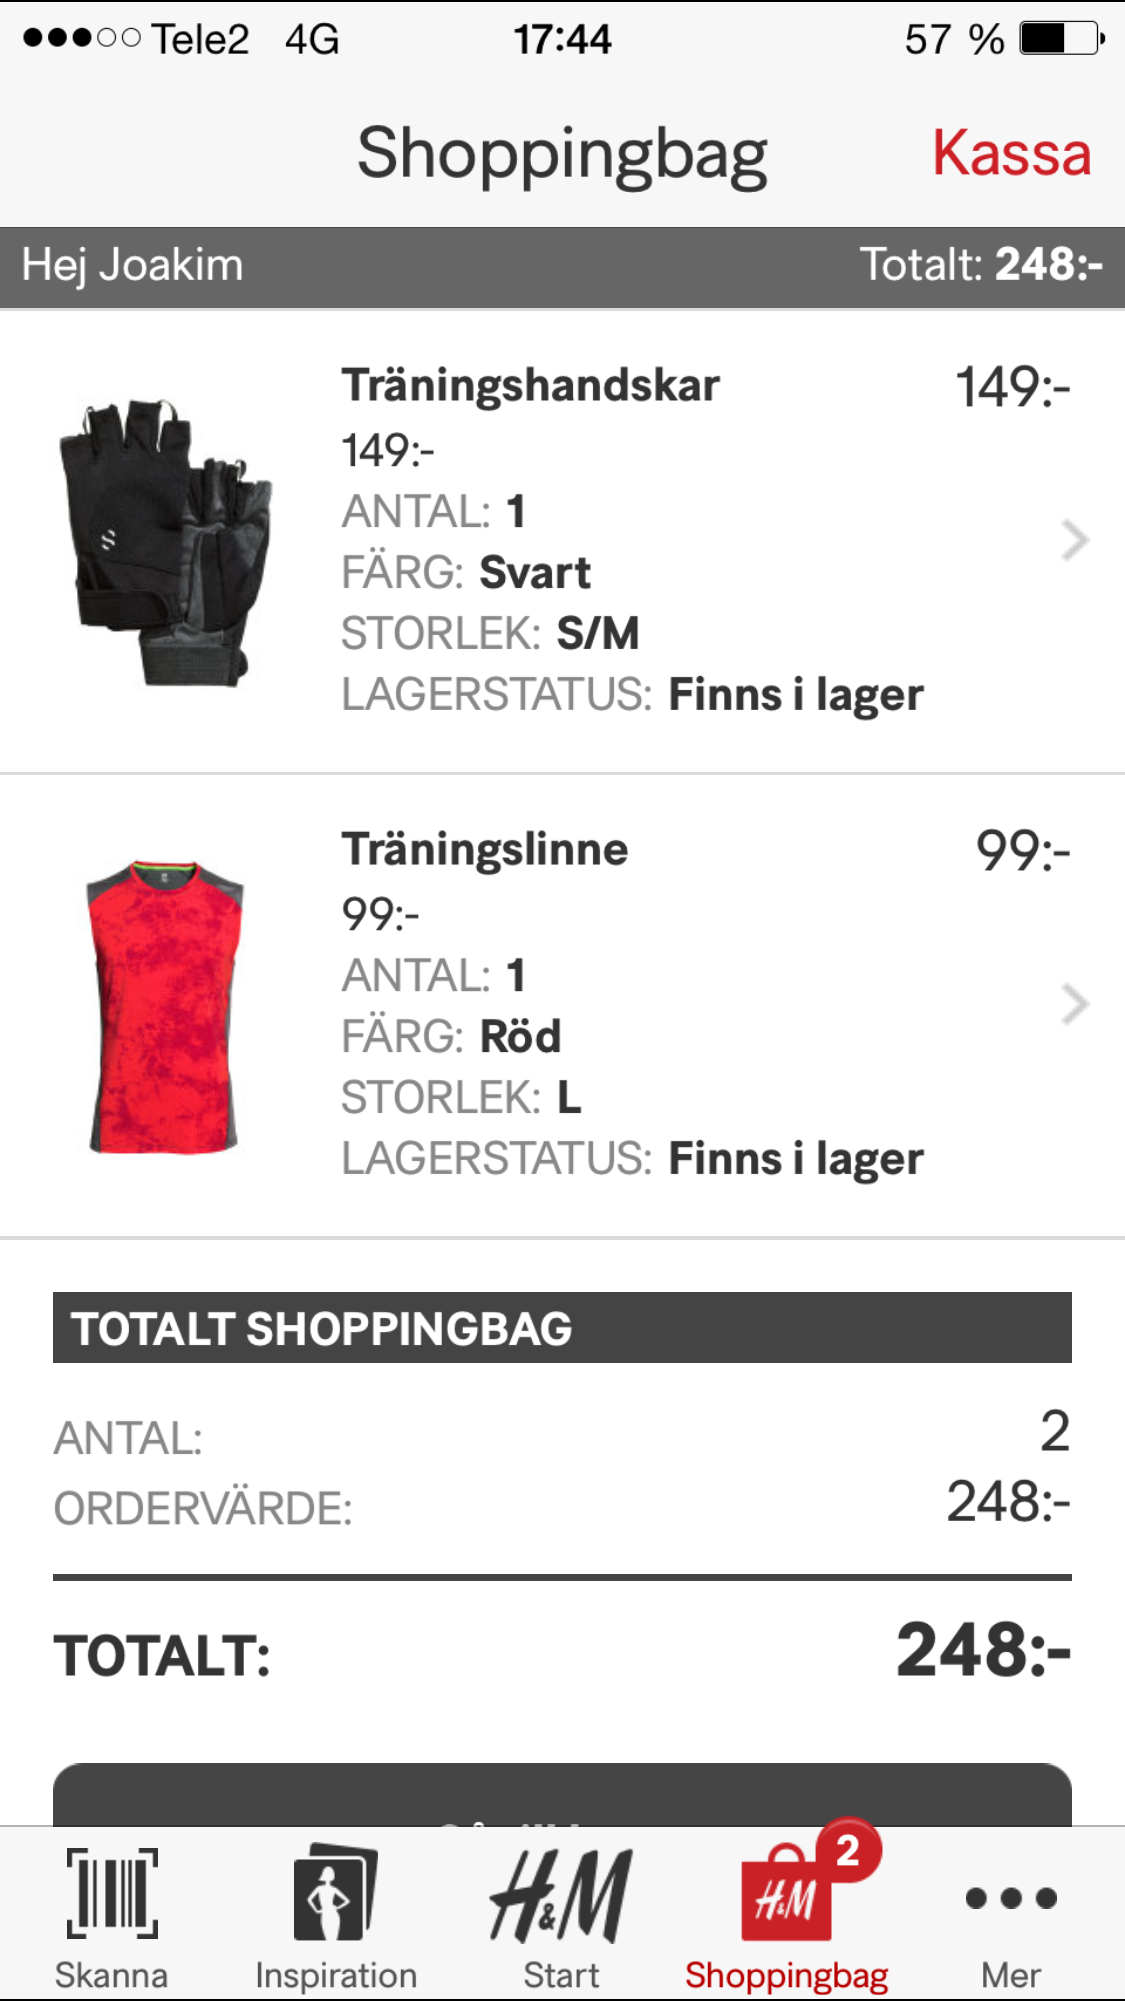 Tele2 4G 17:44 57 %
Shoppingbag Kassa
Hej Joakim Totalt: 248:-
Träningshandskar 149:-
149:-
ANTAL: 1
FÄRG: Svart
STORLEK: S/M
LAGERSTATUS: Finns i lager
Träningslinne 99:-
99:-
ANTAL: 1
FÄRG: Röd
STORLEK: L
LAGERSTATUS: Finns i lager
TOTALT SHOPPINGBAG
ANTAL: 2
ORDERVÄRDE: 248:-
TOTALT: 248:-
H&M H&M 2
Skanna Inspiration Start Shoppingbag Mer